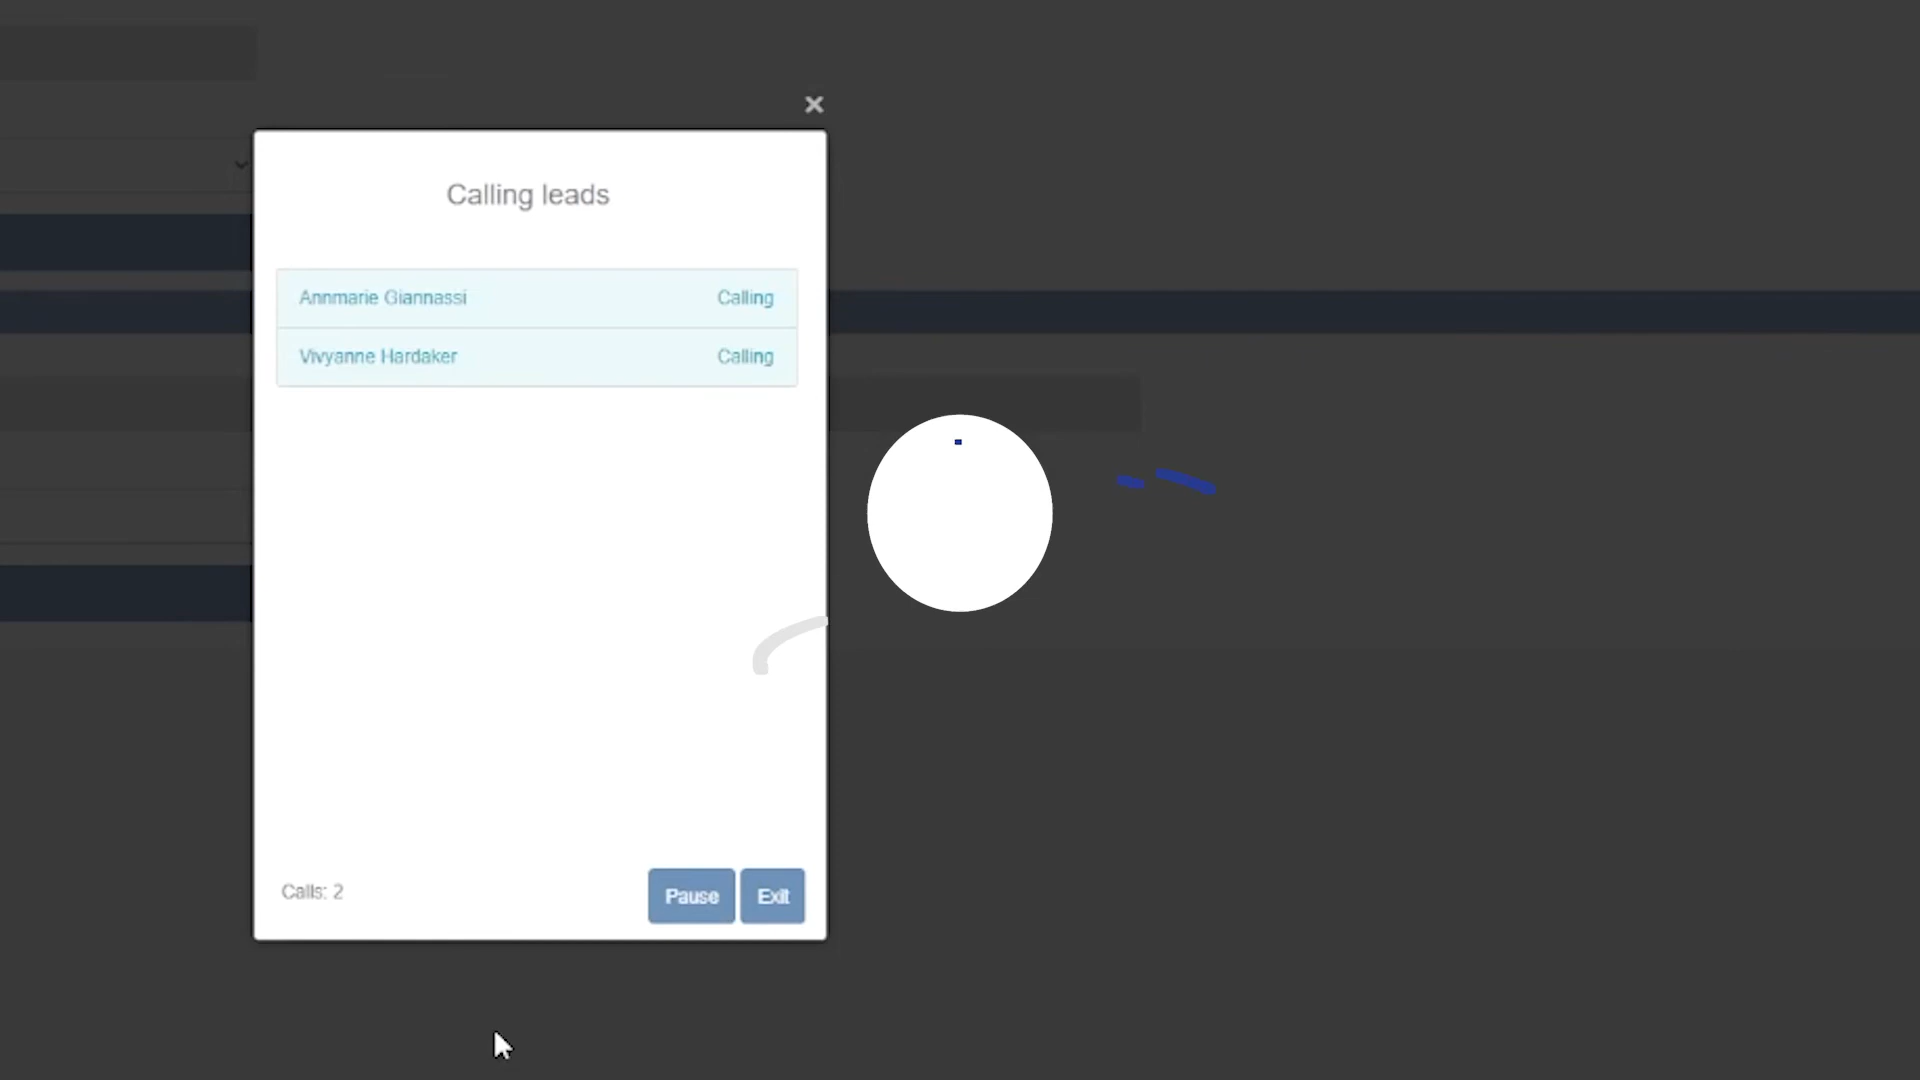 Calling leads
Annmarie Giannassi Calling
Vivyanne Hardaker Calling
Calls: 2
Pause Exit